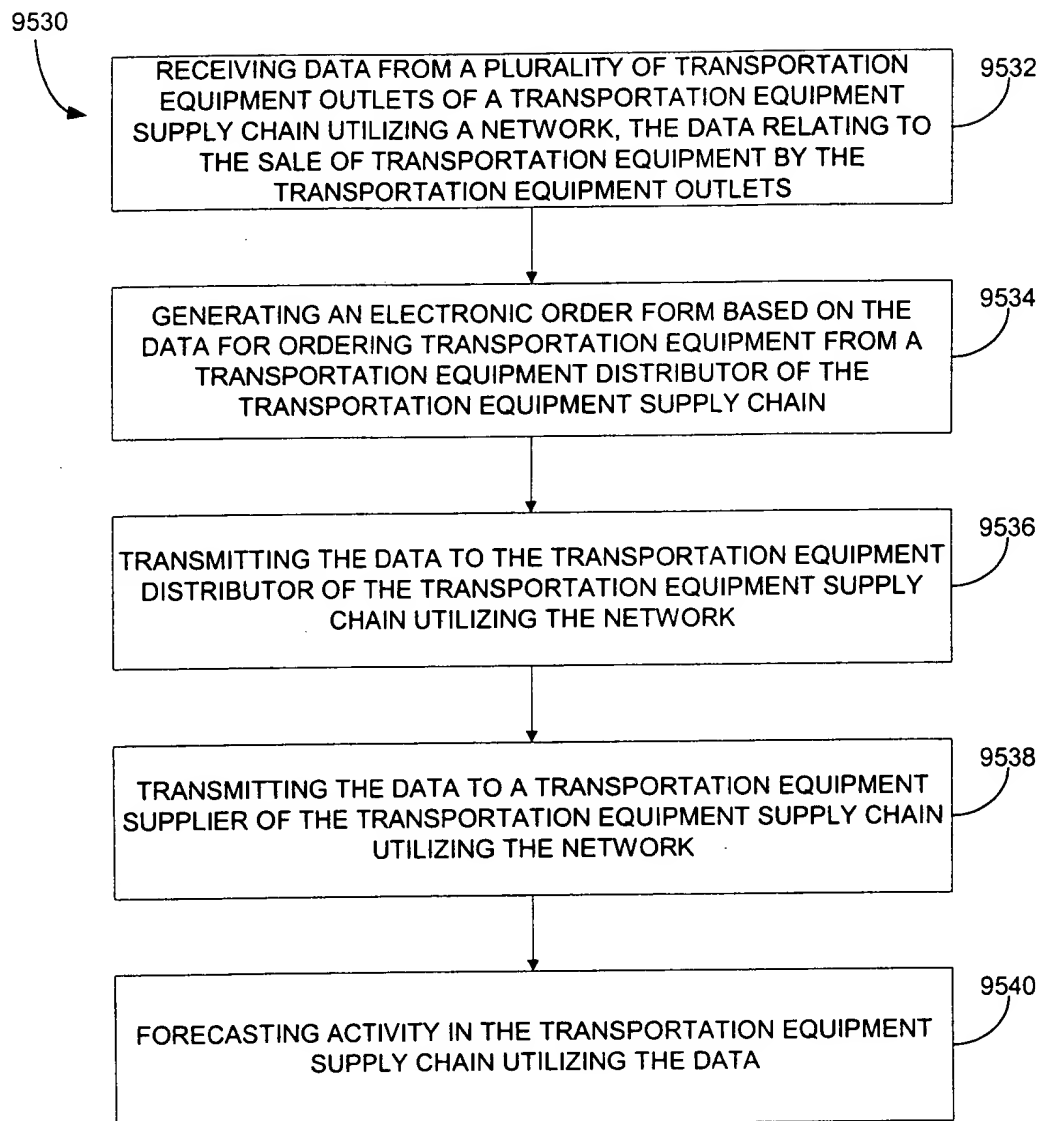 9530
RECEIVING DATA FROM A PLURALITY OF TRANSPORTATION
EQUIPMENT OUTLETS OF A TRANSPORTATION EQUIPMENT
SUPPLY CHAIN UTILIZING A NETWORK, THE DATA RELATING TO
THE SALE OF TRANSPORTATION EQUIPMENT BY THE
TRANSPORTATION EQUIPMENT OUTLETS
9532
GENERATING AN ELECTRONIC ORDER FORM BASED ON THE
DATA FOR ORDERING TRANSPORTATION EQUIPMENT FROM A
TRANSPORTATION EQUIPMENT DISTRIBUTOR OF THE
TRANSPORTATION EQUIPMENT SUPPLY CHAIN
9534
TRANSMITTING THE DATA TO THE TRANSPORTATION EQUIPMENT
DISTRIBUTOR OF THE TRANSPORTATION EQUIPMENT SUPPLY
CHAIN UTILIZING THE NETWORK
9536
TRANSMITTING THE DATA TO A TRANSPORTATION EQUIPMENT
SUPPLIER OF THE TRANSPORTATION EQUIPMENT SUPPLY CHAIN
UTILIZING THE NETWORK
9538
FORECASTING ACTIVITY IN THE TRANSPORTATION EQUIPMENT
SUPPLY CHAIN UTILIZING THE DATA
9540